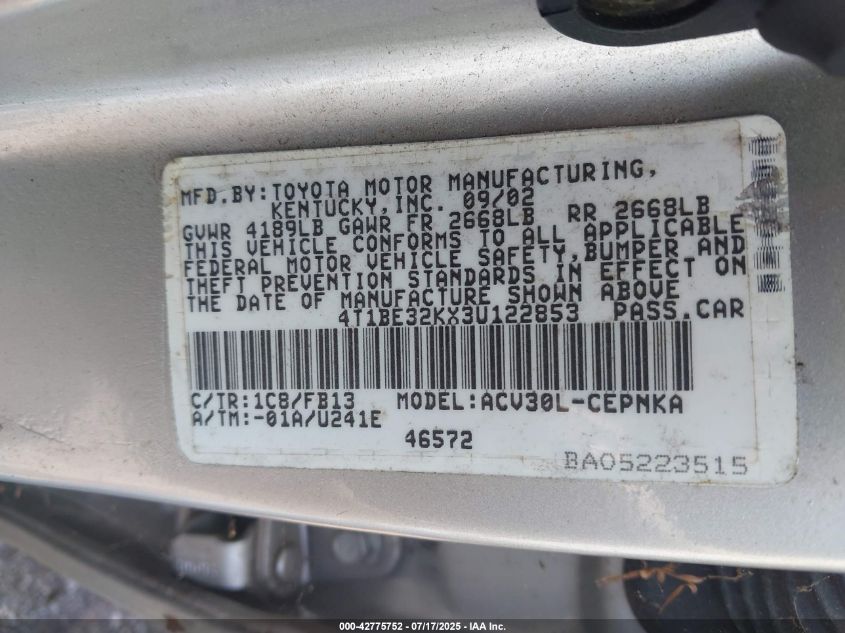 MFD.BY:TOYOTA MOTOR MANUFACTURING,
KENTUCKY,INC. 09/02
GVWR 4189LB GAWR FR 2668LB RR 2668LB
THIS VEHICLE CONFORMS TO ALL APPLICABLE
FEDERAL MOTOR VEHICLE SAFETY,BUMPER AND
THEFT PREVENTION STANDARDS IN EFFECT ON
THE DATE OF MANUFACTURE SHOWN ABOVE
4T1BE32KX3U122853 PASS.CAR
C/TR:1C8/FB13 MODEL:ACV30L-CEPNKA
A/TM:-01A/U241E
46572
BA05223515
000-42775752 - 07/17/2025 - IAA Inc.